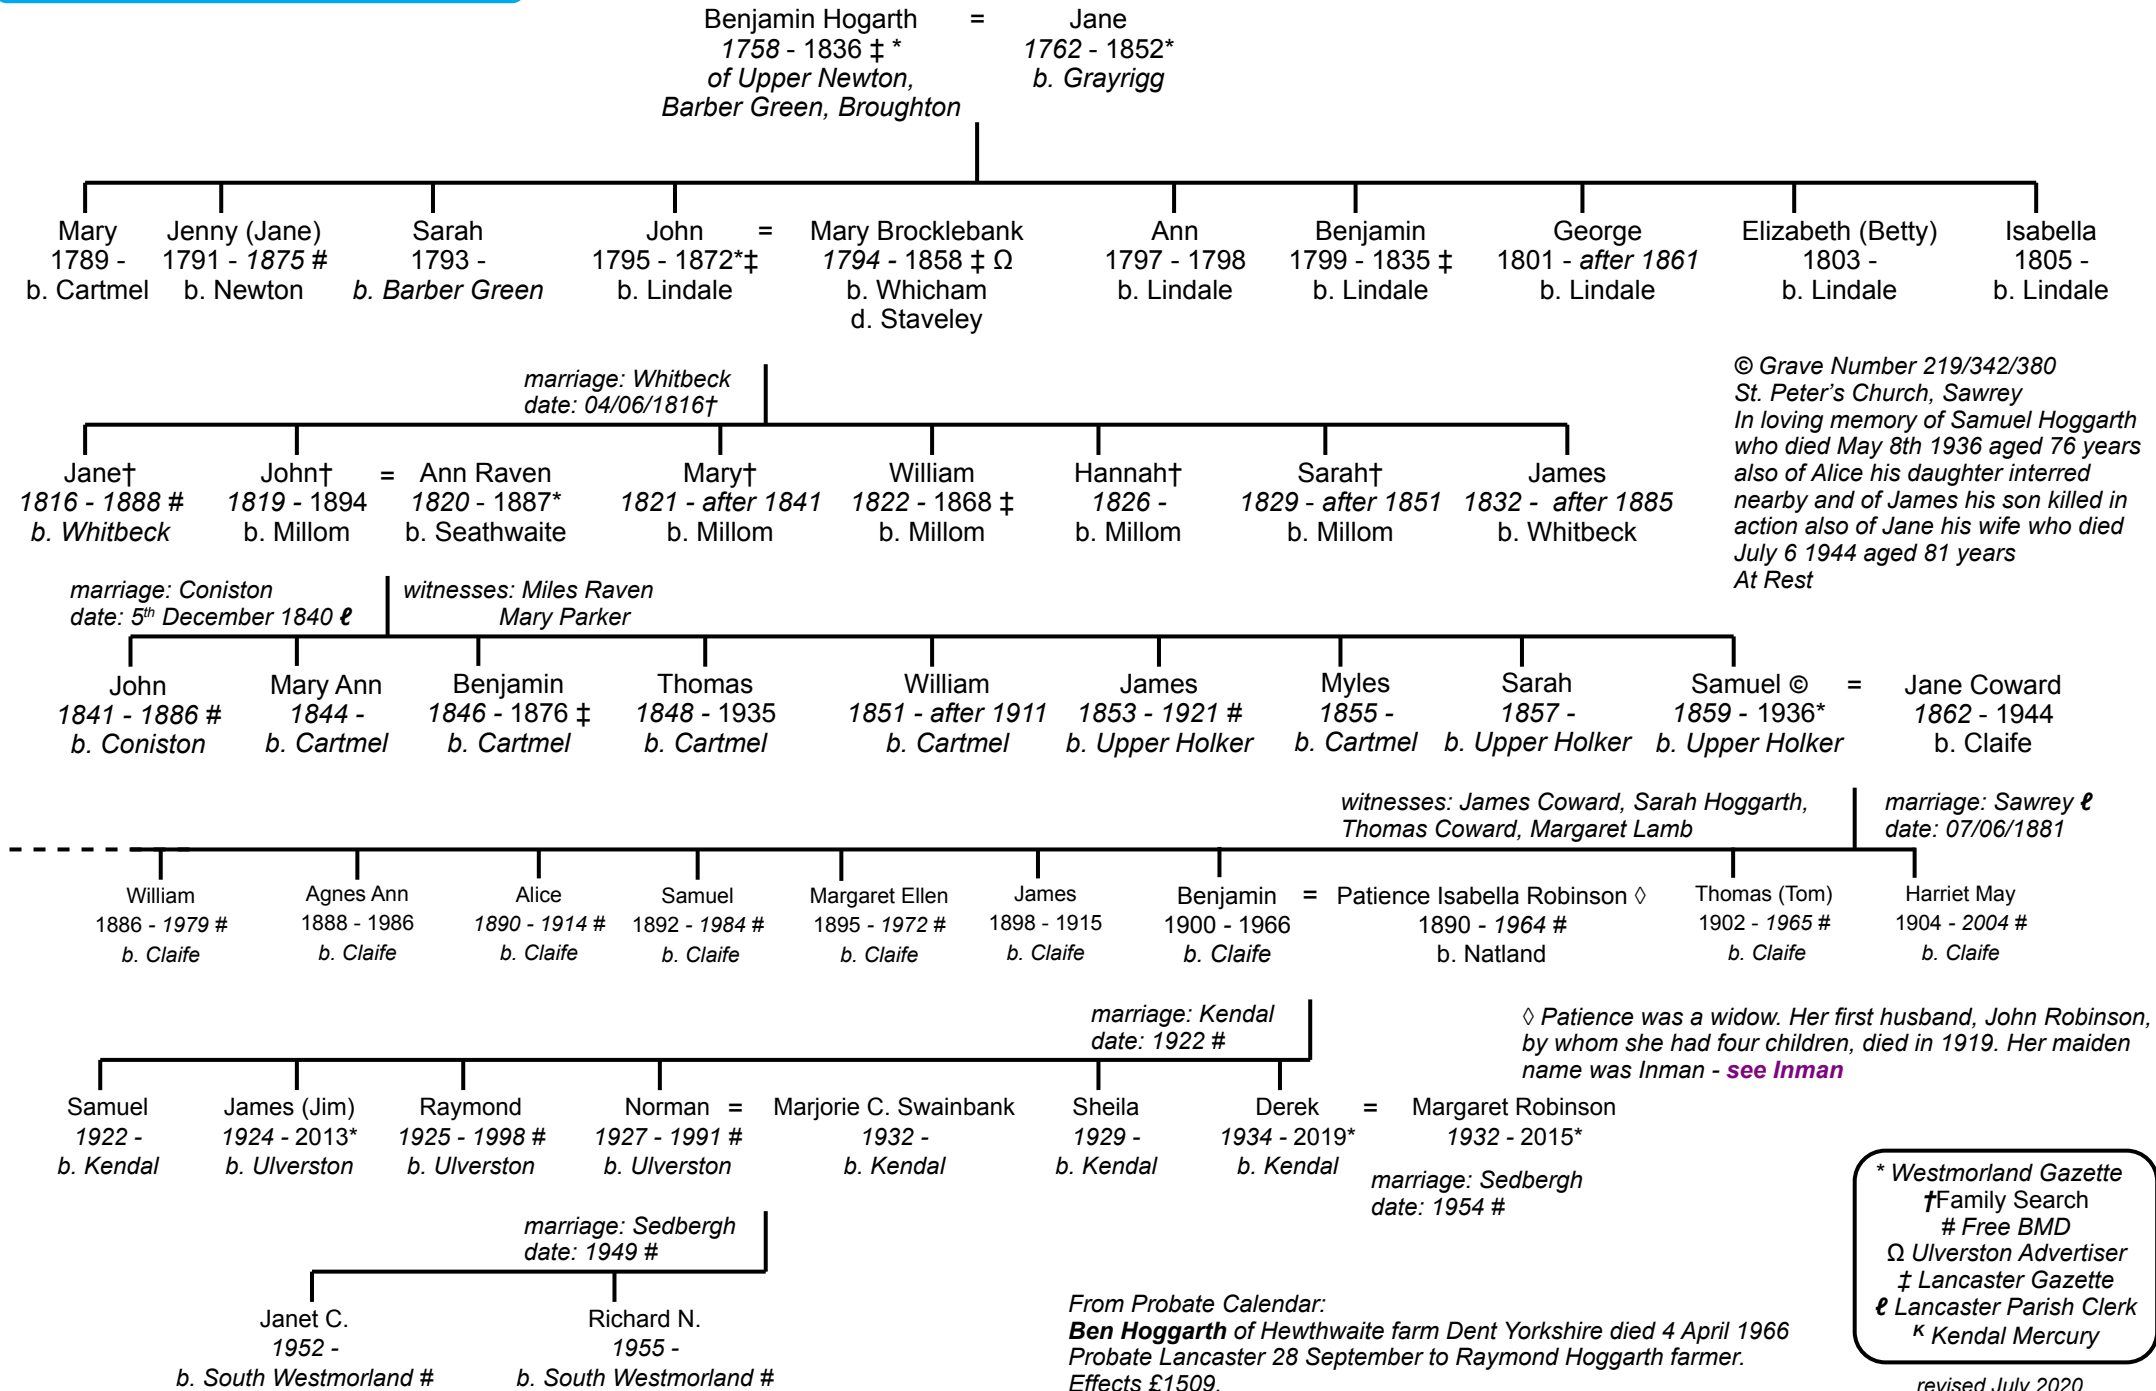 Benjamin Hogarth = Jane
1758 - 1836 ‡ * 1762 - 1852*
of Upper Newton, b. Grayrigg
Barber Green, Broughton
Mary Jenny (Jane) Sarah John = Mary Brocklebank Ann Benjamin George Elizabeth (Betty) Isabella
1789 - 1791 - 1875 # 1793 - 1795 - 1872*‡ 1794 - 1858 ‡ Ω 1797 - 1798 1799 - 1835 ‡ 1801 - after 1861 1803 - 1805 -
b. Cartmel b. Newton b. Barber Green b. Lindale b. Whicham b. Lindale b. Lindale b. Lindale b. Lindale b. Lindale
d. Staveley
marriage: Whitbeck
date: 04/06/1816†
© Grave Number 219/342/380
St. Peter's Church, Sawrey
In loving memory of Samuel Hoggarth
who died May 8th 1936 aged 76 years
also of Alice his daughter interred
nearby and of James his son killed in
action also of Jane his wife who died
July 6 1944 aged 81 years
At Rest
Jane† John† = Ann Raven Mary† William Hannah† Sarah† James
1816 - 1888 # 1819 - 1894 1820 - 1887* 1821 - after 1841 1822 - 1868 ‡ 1826 - 1829 - after 1851 1832 - after 1885
b. Whitbeck b. Millom b. Seathwaite b. Millom b. Millom b. Millom b. Millom b. Whitbeck
marriage: Coniston witnesses: Miles Raven
date: 5th December 1840 ℓ Mary Parker
John Mary Ann Benjamin Thomas William James Myles Sarah Samuel © = Jane Coward
1841 - 1886 # 1844 - 1846 - 1876 ‡ 1848 - 1935 1851 - after 1911 1853 - 1921 # 1855 - 1857 - 1859 - 1936* 1862 - 1944
b. Coniston b. Cartmel b. Cartmel b. Cartmel b. Cartmel b. Upper Holker b. Cartmel b. Upper Holker b. Upper Holker b. Claife
witnesses: James Coward, Sarah Hoggarth, marriage: Sawrey ℓ
Thomas Coward, Margaret Lamb date: 07/06/1881
William Agnes Ann Alice Samuel Margaret Ellen James Benjamin = Patience Isabella Robinson ◊ Thomas (Tom) Harriet May
1886 - 1979 # 1888 - 1986 1890 - 1914 # 1892 - 1984 # 1895 - 1972 # 1898 - 1915 1900 - 1966 1890 - 1964 # 1902 - 1965 # 1904 - 2004 #
b. Claife b. Claife b. Claife b. Claife b. Claife b. Claife b. Claife b. Natland b. Claife b. Claife
marriage: Kendal
date: 1922 #
◊ Patience was a widow. Her first husband, John Robinson,
by whom she had four children, died in 1919. Her maiden
name was Inman - see Inman
Samuel James (Jim) Raymond Norman = Marjorie C. Swainbank Sheila Derek = Margaret Robinson
1922 - 1924 - 2013* 1925 - 1998 # 1927 - 1991 # 1932 - 1929 - 1934 - 2019* 1932 - 2015*
b. Kendal b. Ulverston b. Ulverston b. Ulverston b. Kendal b. Kendal b. Kendal
marriage: Sedbergh
date: 1954 #
marriage: Sedbergh
date: 1949 #
Janet C. Richard N.
1952 - 1955 -
b. South Westmorland # b. South Westmorland #
From Probate Calendar:
Ben Hoggarth of Hewthwaite farm Dent Yorkshire died 4 April 1966
Probate Lancaster 28 September to Raymond Hoggarth farmer.
Effects £1509.
* Westmorland Gazette
†Family Search
# Free BMD
Ω Ulverston Advertiser
‡ Lancaster Gazette
ℓ Lancaster Parish Clerk
K Kendal Mercury
revised July 2020